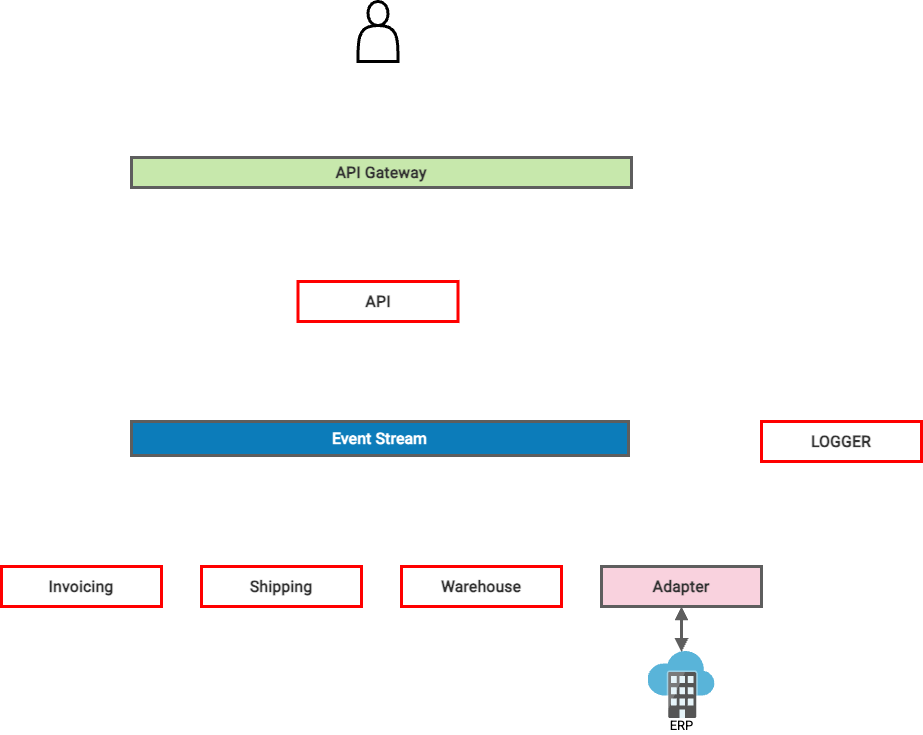 API Gateway
API
Event Stream
LOGGER
Invoicing
Shipping
Warehouse
Adapter
ERP